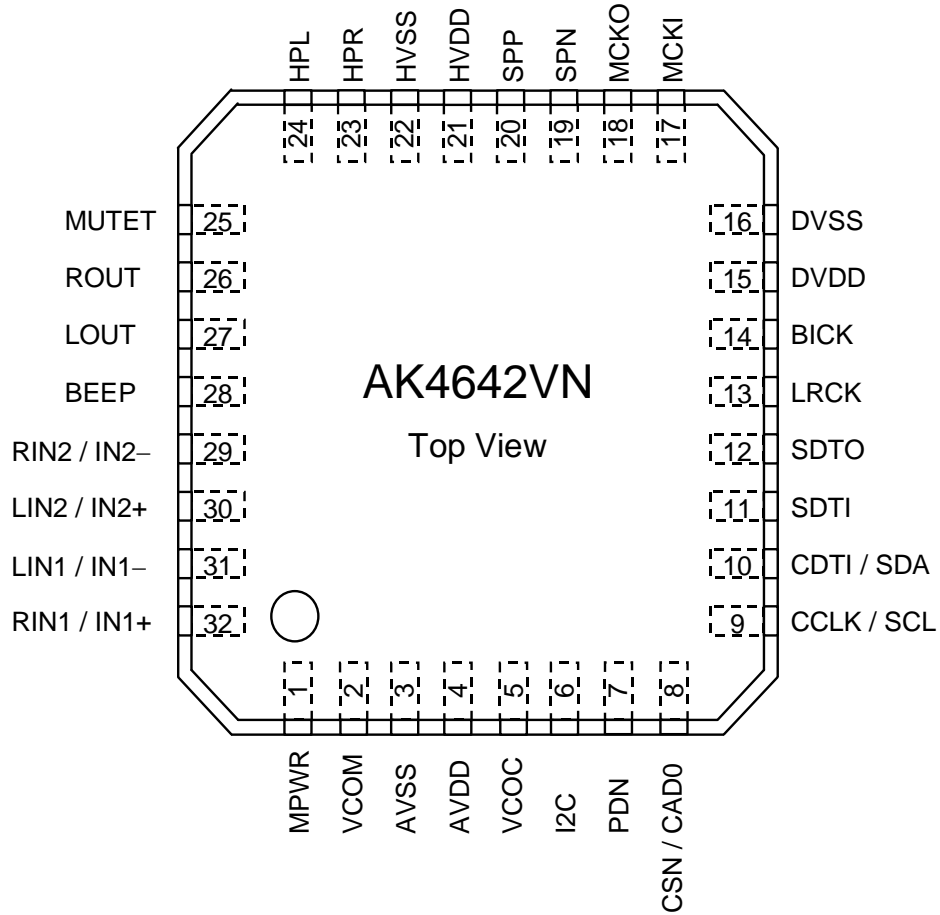 HPL
HPR
HVSS
HVDD
SPP
SPN
MCKO
MCKI
24
23
22
21
20
19
18
17
MUTET 25
16 DVSS
ROUT 26
15 DVDD
LOUT 27
14 BICK
BEEP 28
13 LRCK
RIN2 / IN2− 29
12 SDTO
LIN2 / IN2+ 30
11 SDTI
LIN1 / IN1− 31
10 CDTI / SDA
RIN1 / IN1+ 32
9 CCLK / SCL
AK4642VN
Top View
1
2
3
4
5
6
7
8
MPWR
VCOM
AVSS
AVDD
VCOC
I2C
PDN
CSN / CAD0